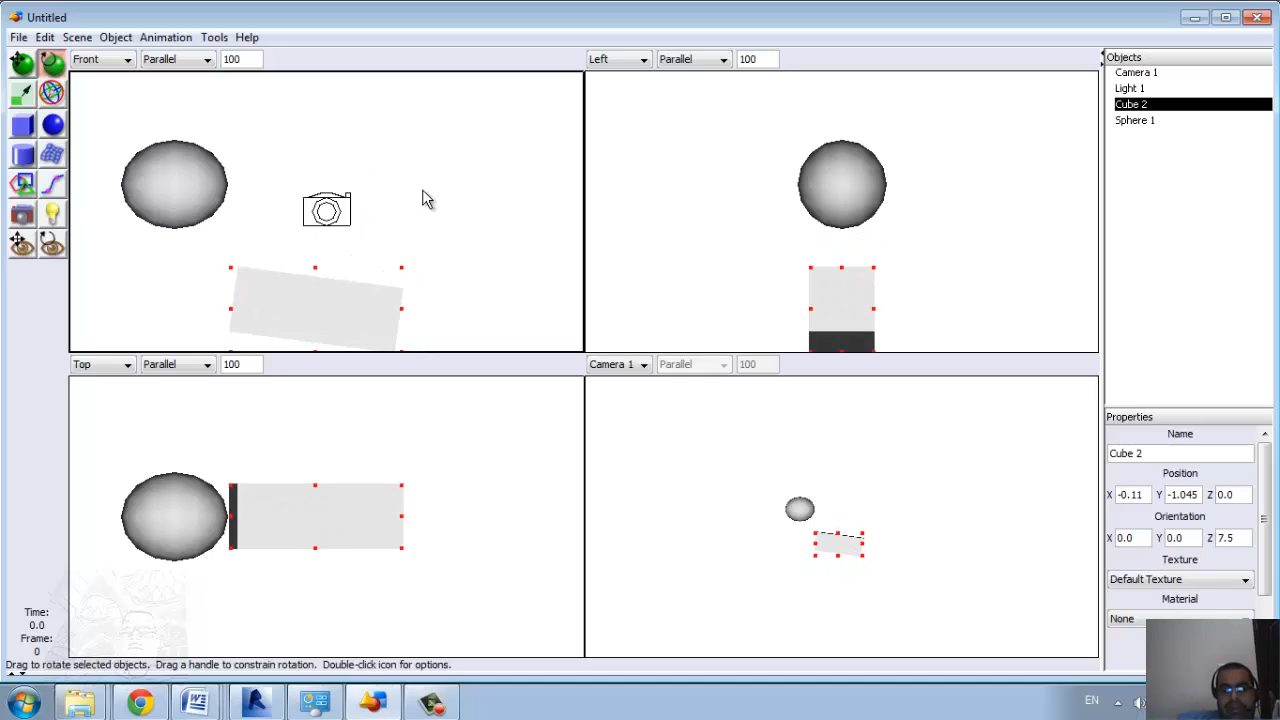 Untitled
File Edit Scene Object Animation Tools Help
Front Parallel 100 Left Parallel 100
Objects
Camera 1
Light 1
Cube 2
Sphere 1
Top Parallel 100 Camera 1 Parallel 100
Properties
Name
Cube 2
Position
X -0.11 Y -1.045 Z 0.0
Orientation
X 0.0 Y 0.0 Z 7.5
Texture
Default Texture
Material
None
Time:
0.0
Frame:
0
Drag to rotate selected objects. Drag a handle to constrain rotation. Double-click icon for options.
EN